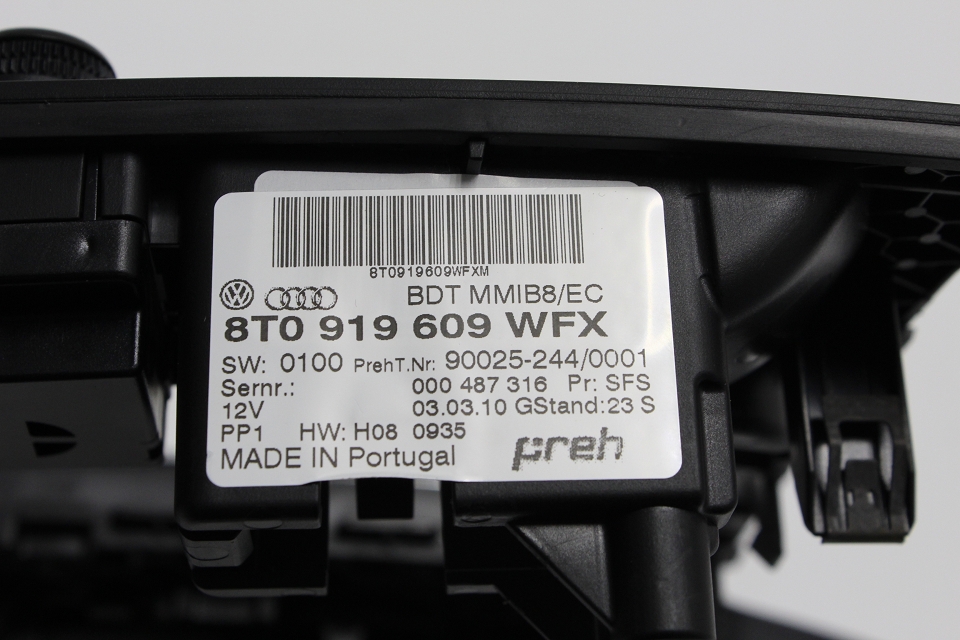 8T0919609WFXM
BDT MMIB8/EC
8T0 919 609 WFX
SW: 0100 PrehT.Nr: 90025-244/0001
Sernr.: 000 487 316 Pr: SFS
12V 03.03.10 GStand:23 S
PP1 HW: H08 0935
MADE IN Portugal preh